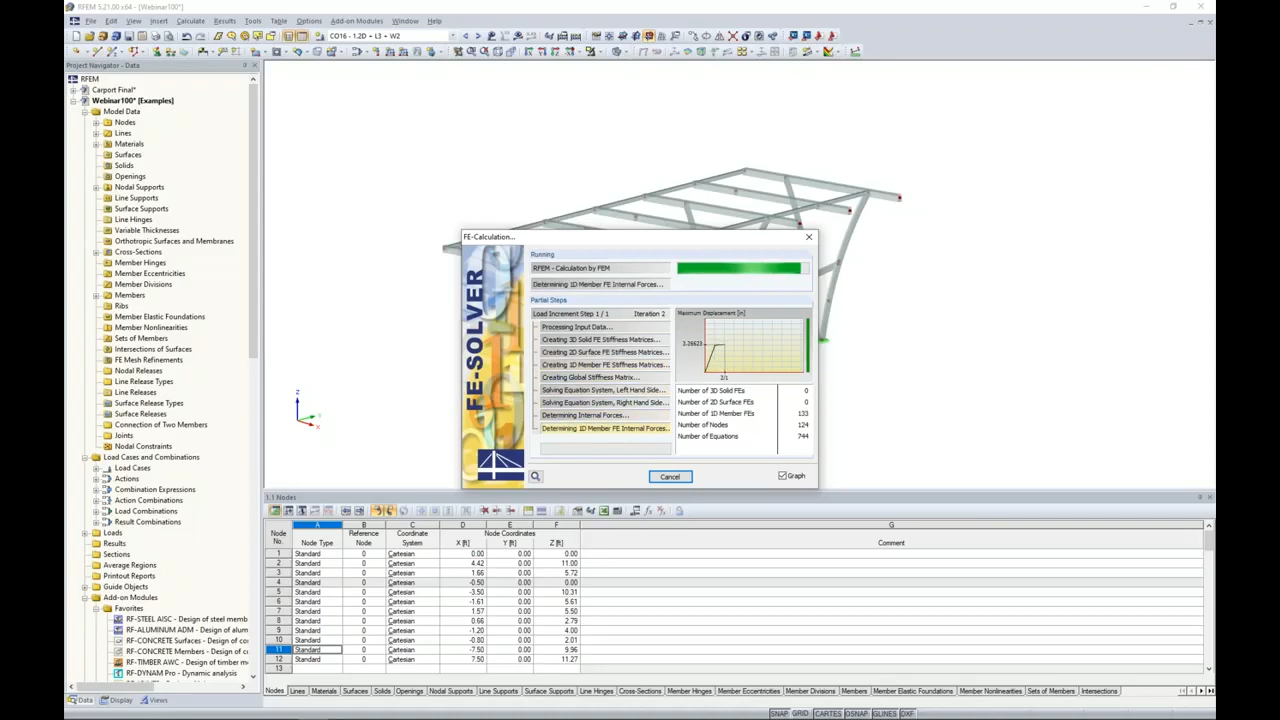 RFEM 5.21.00 x64 - [Webinar100*]
File Edit View Insert Calculate Results Tools Table Options Add-on Modules Window Help
CO16 - 1.2D + L3 + W2
Project Navigator - Data
RFEM
Carport Final*
Webinar100* [Examples]
Model Data
Nodes
Lines
Materials
Surfaces
Solids
Openings
Nodal Supports
Line Supports
Surface Supports
Line Hinges
Variable Thicknesses
Orthotropic Surfaces and Membranes
Cross-Sections
Member Hinges
Member Eccentricities
Member Divisions
Members
Ribs
Member Elastic Foundations
Member Nonlinearities
Sets of Members
Intersections of Surfaces
FE Mesh Refinements
Nodal Releases
Line Release Types
Line Releases
Surface Release Types
Surface Releases
Connection of Two Members
Joints
Nodal Constraints
Load Cases and Combinations
Load Cases
Actions
Combination Expressions
Action Combinations
Load Combinations
Result Combinations
Loads
Results
Sections
Average Regions
Printout Reports
Guide Objects
Add-on Modules
Favorites
RF-STEEL AISC - Design of steel memb
RF-ALUMINUM ADM - Design of alum
RF-CONCRETE Surfaces - Design of co
RF-CONCRETE Members - Design of c
RF-TIMBER AWC - Design of timber m
RF-DYNAM Pro - Dynamic analysis
Data Display Views
Z
X
FE-Calculation...
FE-SOLVER
Running
RFEM - Calculation by FEM
Determining 1D Member FE Internal Forces...
Partial Steps
Load Increment Step 1 / 1 Iteration 2
Processing Input Data...
Creating 3D Solid FE Stiffness Matrices...
Creating 2D Surface FE Stiffness Matrices...
Creating 1D Member FE Stiffness Matrices...
Creating Global Stiffness Matrix...
Solving Equation System, Left Hand Side...
Solving Equation System, Right Hand Side...
Determining Internal Forces...
Determining 1D Member FE Internal Forces...
Maximum Displacement [in]
3.26623
2/1
Number of 3D Solid FEs 0
Number of 2D Surface FEs 0
Number of 1D Member FEs 133
Number of Nodes 124
Number of Equations 744
Cancel
Graph
1.1 Nodes
A B C D E F G
Node No. Node Type Reference Node Coordinate System Node Coordinates X [ft] Y [ft] Z [ft] Comment
1 Standard 0 Cartesian 0.00 0.00 0.00
2 Standard 0 Cartesian 4.42 0.00 11.00
3 Standard 0 Cartesian 1.66 0.00 5.72
4 Standard 0 Cartesian -0.50 0.00 0.00
5 Standard 0 Cartesian -3.50 0.00 10.31
6 Standard 0 Cartesian -1.61 0.00 5.61
7 Standard 0 Cartesian 1.57 0.00 5.50
8 Standard 0 Cartesian 0.66 0.00 2.79
9 Standard 0 Cartesian -1.20 0.00 4.00
10 Standard 0 Cartesian -0.80 0.00 2.01
11 Standard 0 Cartesian -7.50 0.00 9.96
12 Standard 0 Cartesian 7.50 0.00 11.27
13
Nodes Lines Materials Surfaces Solids Openings Nodal Supports Line Supports Surface Supports Line Hinges Cross-Sections Member Hinges Member Eccentricities Member Divisions Members Member Elastic Foundations Member Nonlinearities Sets of Members Intersections
SNAP GRID CARTES OSNAP GLINES DXF